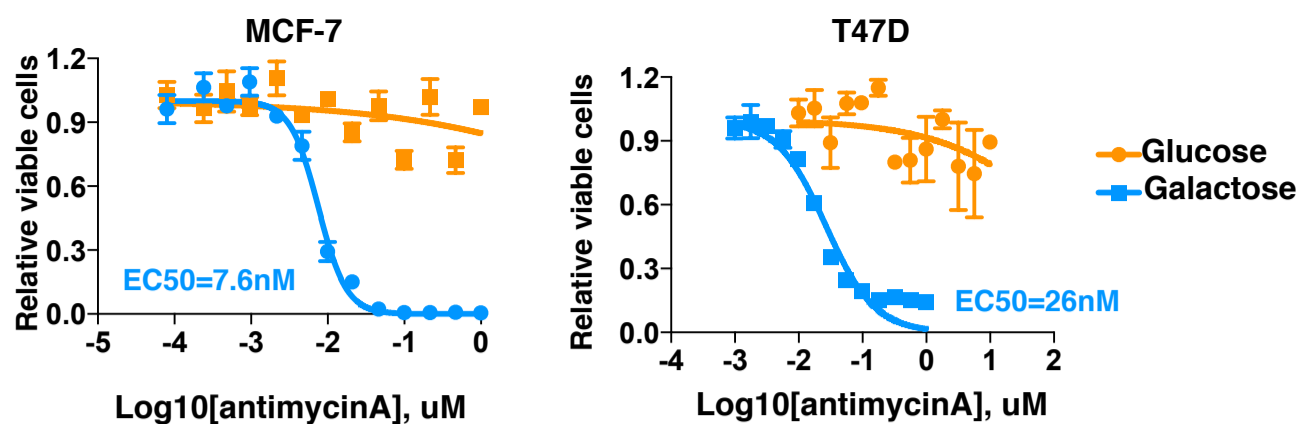 MCF-7
Relative viable cells
1.2
0.9
0.6
0.3
0.0
EC50=7.6nM
-5 -4 -3 -2 -1 0
Log10[antimycinA], uM
T47D
Relative viable cells
1.2
0.9
0.6
0.3
0.0
EC50=26nM
-4 -3 -2 -1 0 1 2
Log10[antimycinA], uM
Glucose
Galactose